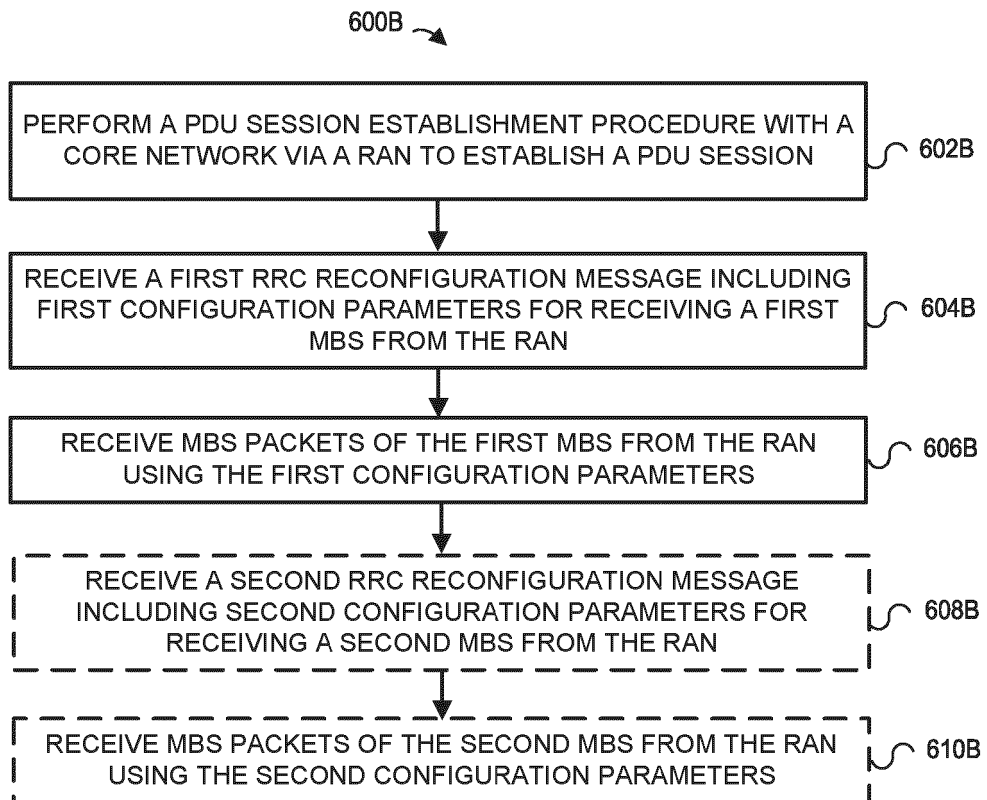 600B
PERFORM A PDU SESSION ESTABLISHMENT PROCEDURE WITH A
CORE NETWORK VIA A RAN TO ESTABLISH A PDU SESSION
602B
RECEIVE A FIRST RRC RECONFIGURATION MESSAGE INCLUDING
FIRST CONFIGURATION PARAMETERS FOR RECEIVING A FIRST
MBS FROM THE RAN
604B
RECEIVE MBS PACKETS OF THE FIRST MBS FROM THE RAN
USING THE FIRST CONFIGURATION PARAMETERS
606B
RECEIVE A SECOND RRC RECONFIGURATION MESSAGE
INCLUDING SECOND CONFIGURATION PARAMETERS FOR
RECEIVING A SECOND MBS FROM THE RAN
608B
RECEIVE MBS PACKETS OF THE SECOND MBS FROM THE RAN
USING THE SECOND CONFIGURATION PARAMETERS
610B